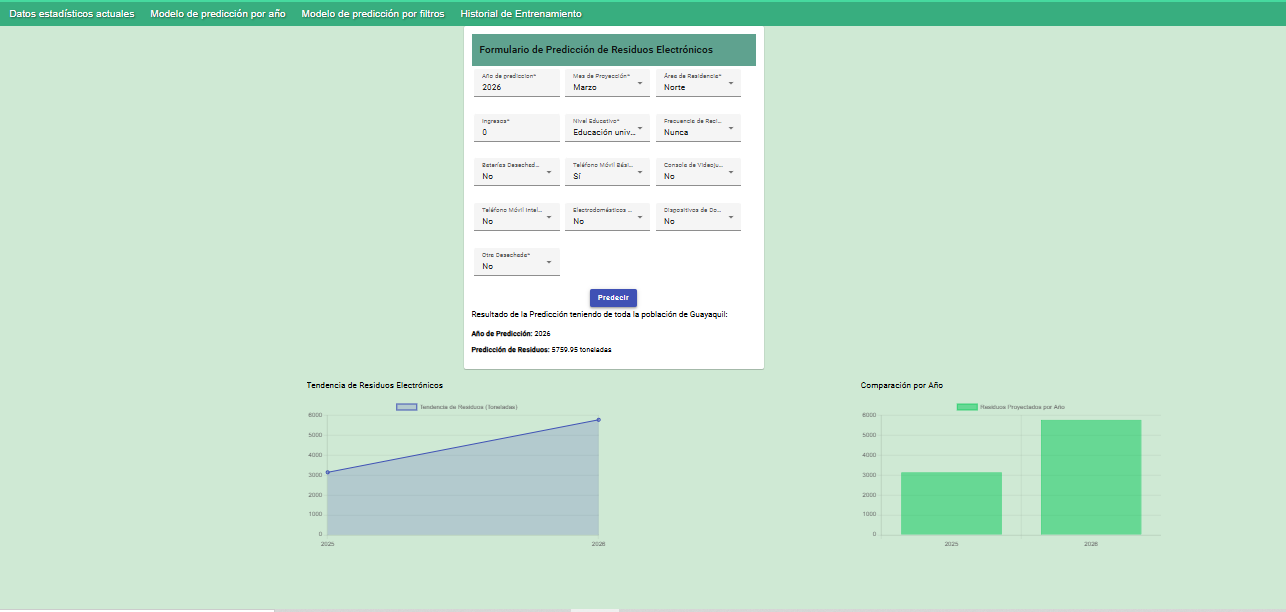 Datos estadísticos actuales Modelo de predicción por año Modelo de predicción por filtros Historial de Entrenamiento
Formulario de Predicción de Residuos Electrónicos
Año de prediccion* Mes de Proyección* Área de Residencia*
2026 Marzo Norte
Ingresos* Nivel Educativo* Frecuencia de Reci...
0 Educación univ... Nunca
Baterías Desechad... Teléfono Móvil Bási... Consola de Videoju...
No Sí No
Teléfono Móvil Intel... Electrodomésticos ... Dispositivos de Do...
No No No
Otro Desechado*
No
Predecir
Resultado de la Predicción teniendo de toda la población de Guayaquil:
Año de Predicción: 2026
Predicción de Residuos: 5759.95 toneladas
Tendencia de Residuos Electrónicos
Tendencia de Residuos (Toneladas)
6000
5000
4000
3000
2000
1000
0
2025 2026
Comparación por Año
Residuos Proyectados por Año
6000
5000
4000
3000
2000
1000
0
2025 2026